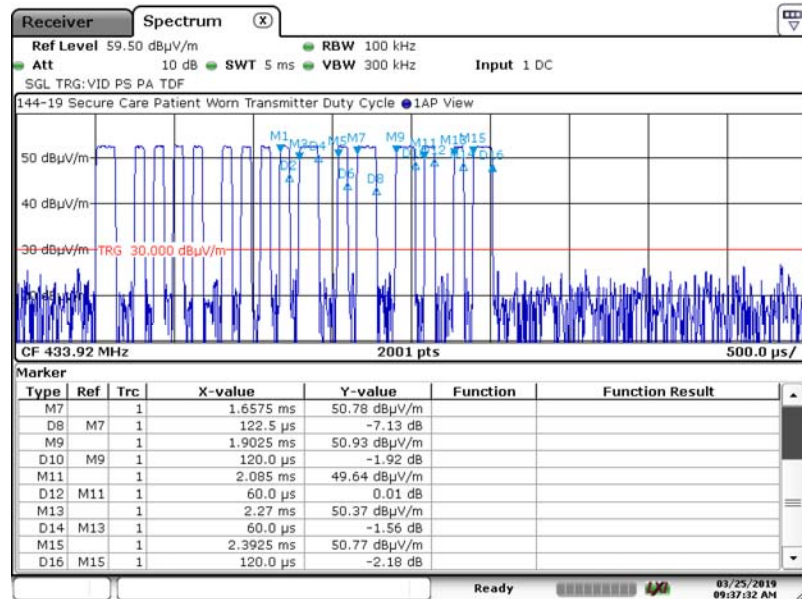 Receiver Spectrum X
Ref Level 59.50 dBµV/m RBW 100 kHz
Att 10 dB SWT 5 ms VBW 300 kHz Input 1 DC
SGL TRG:VID PS PA TDF
144-19 Secure Care Patient Worn Transmitter Duty Cycle 1AP View
M1 M3 D4 M5 M7 M9 M11 D12 M15
50 dBµV/m D2 D6 D8 D16
40 dBµV/m
30 dBµV/m TRG 30.000 dBµV/m
CF 433.92 MHz 2001 pts 500.0 µs/
Marker
Type Ref Trc X-value Y-value Function Function Result
M7 1 1.6575 ms 50.78 dBµV/m
D8 M7 1 122.5 µs -7.13 dB
M9 1 1.9025 ms 50.93 dBµV/m
D10 M9 1 120.0 µs -1.92 dB
M11 1 2.085 ms 49.64 dBµV/m
D12 M11 1 60.0 µs 0.01 dB
M13 1 2.27 ms 50.37 dBµV/m
D14 M13 1 60.0 µs -1.56 dB
M15 1 2.3925 ms 50.77 dBµV/m
D16 M15 1 120.0 µs -2.18 dB
Ready LXI 03/25/2019
09:37:32 AM